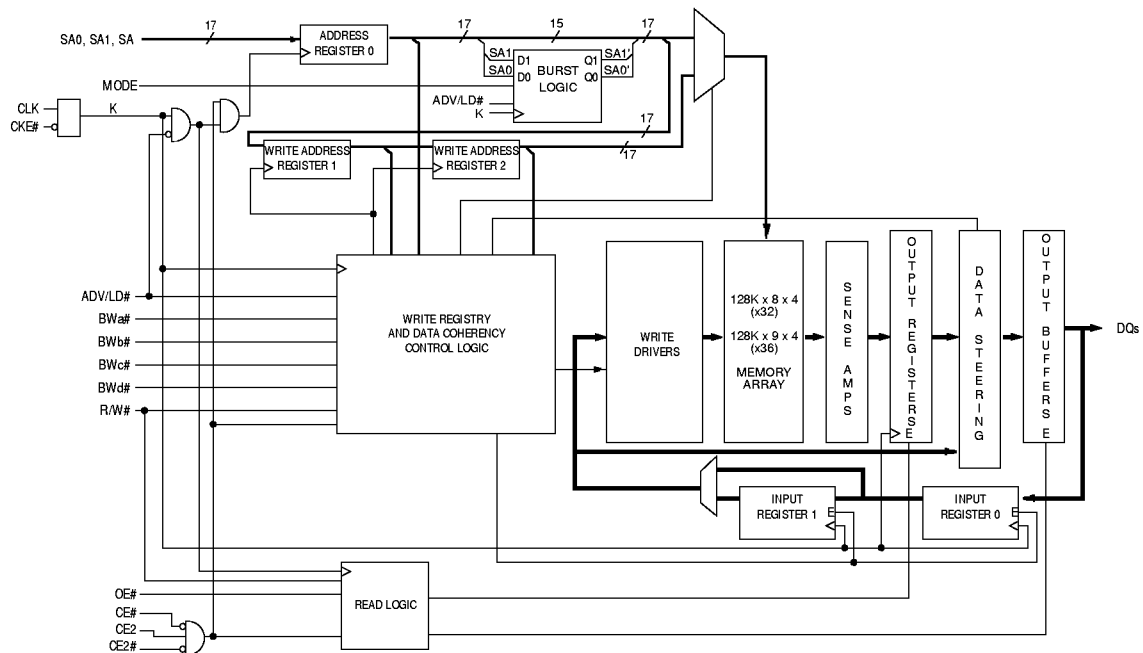 SA0, SA1, SA
17
ADDRESS
REGISTER 0
17
15
17
SA1
SA0
D1
D0
BURST
LOGIC
Q1
Q0
SA1'
SA0'
MODE
ADV/LD#
K
CLK
CKE#
K
17
17
WRITE ADDRESS
REGISTER 1
WRITE ADDRESS
REGISTER 2
ADV/LD#
BWa#
BWb#
BWc#
BWd#
R/W#
WRITE REGISTRY
AND DATA COHERENCY
CONTROL LOGIC
WRITE
DRIVERS
128K x 8 x 4
(x32)
128K x 9 x 4
(x36)
MEMORY
ARRAY
SENSE AMPS
OUTPUT REGISTERS
E
DATA STEERING
OUTPUT BUFFERS
E
DQs
INPUT
REGISTER 1
E
INPUT
REGISTER 0
E
OE#
CE#
CE2
CE2#
READ LOGIC